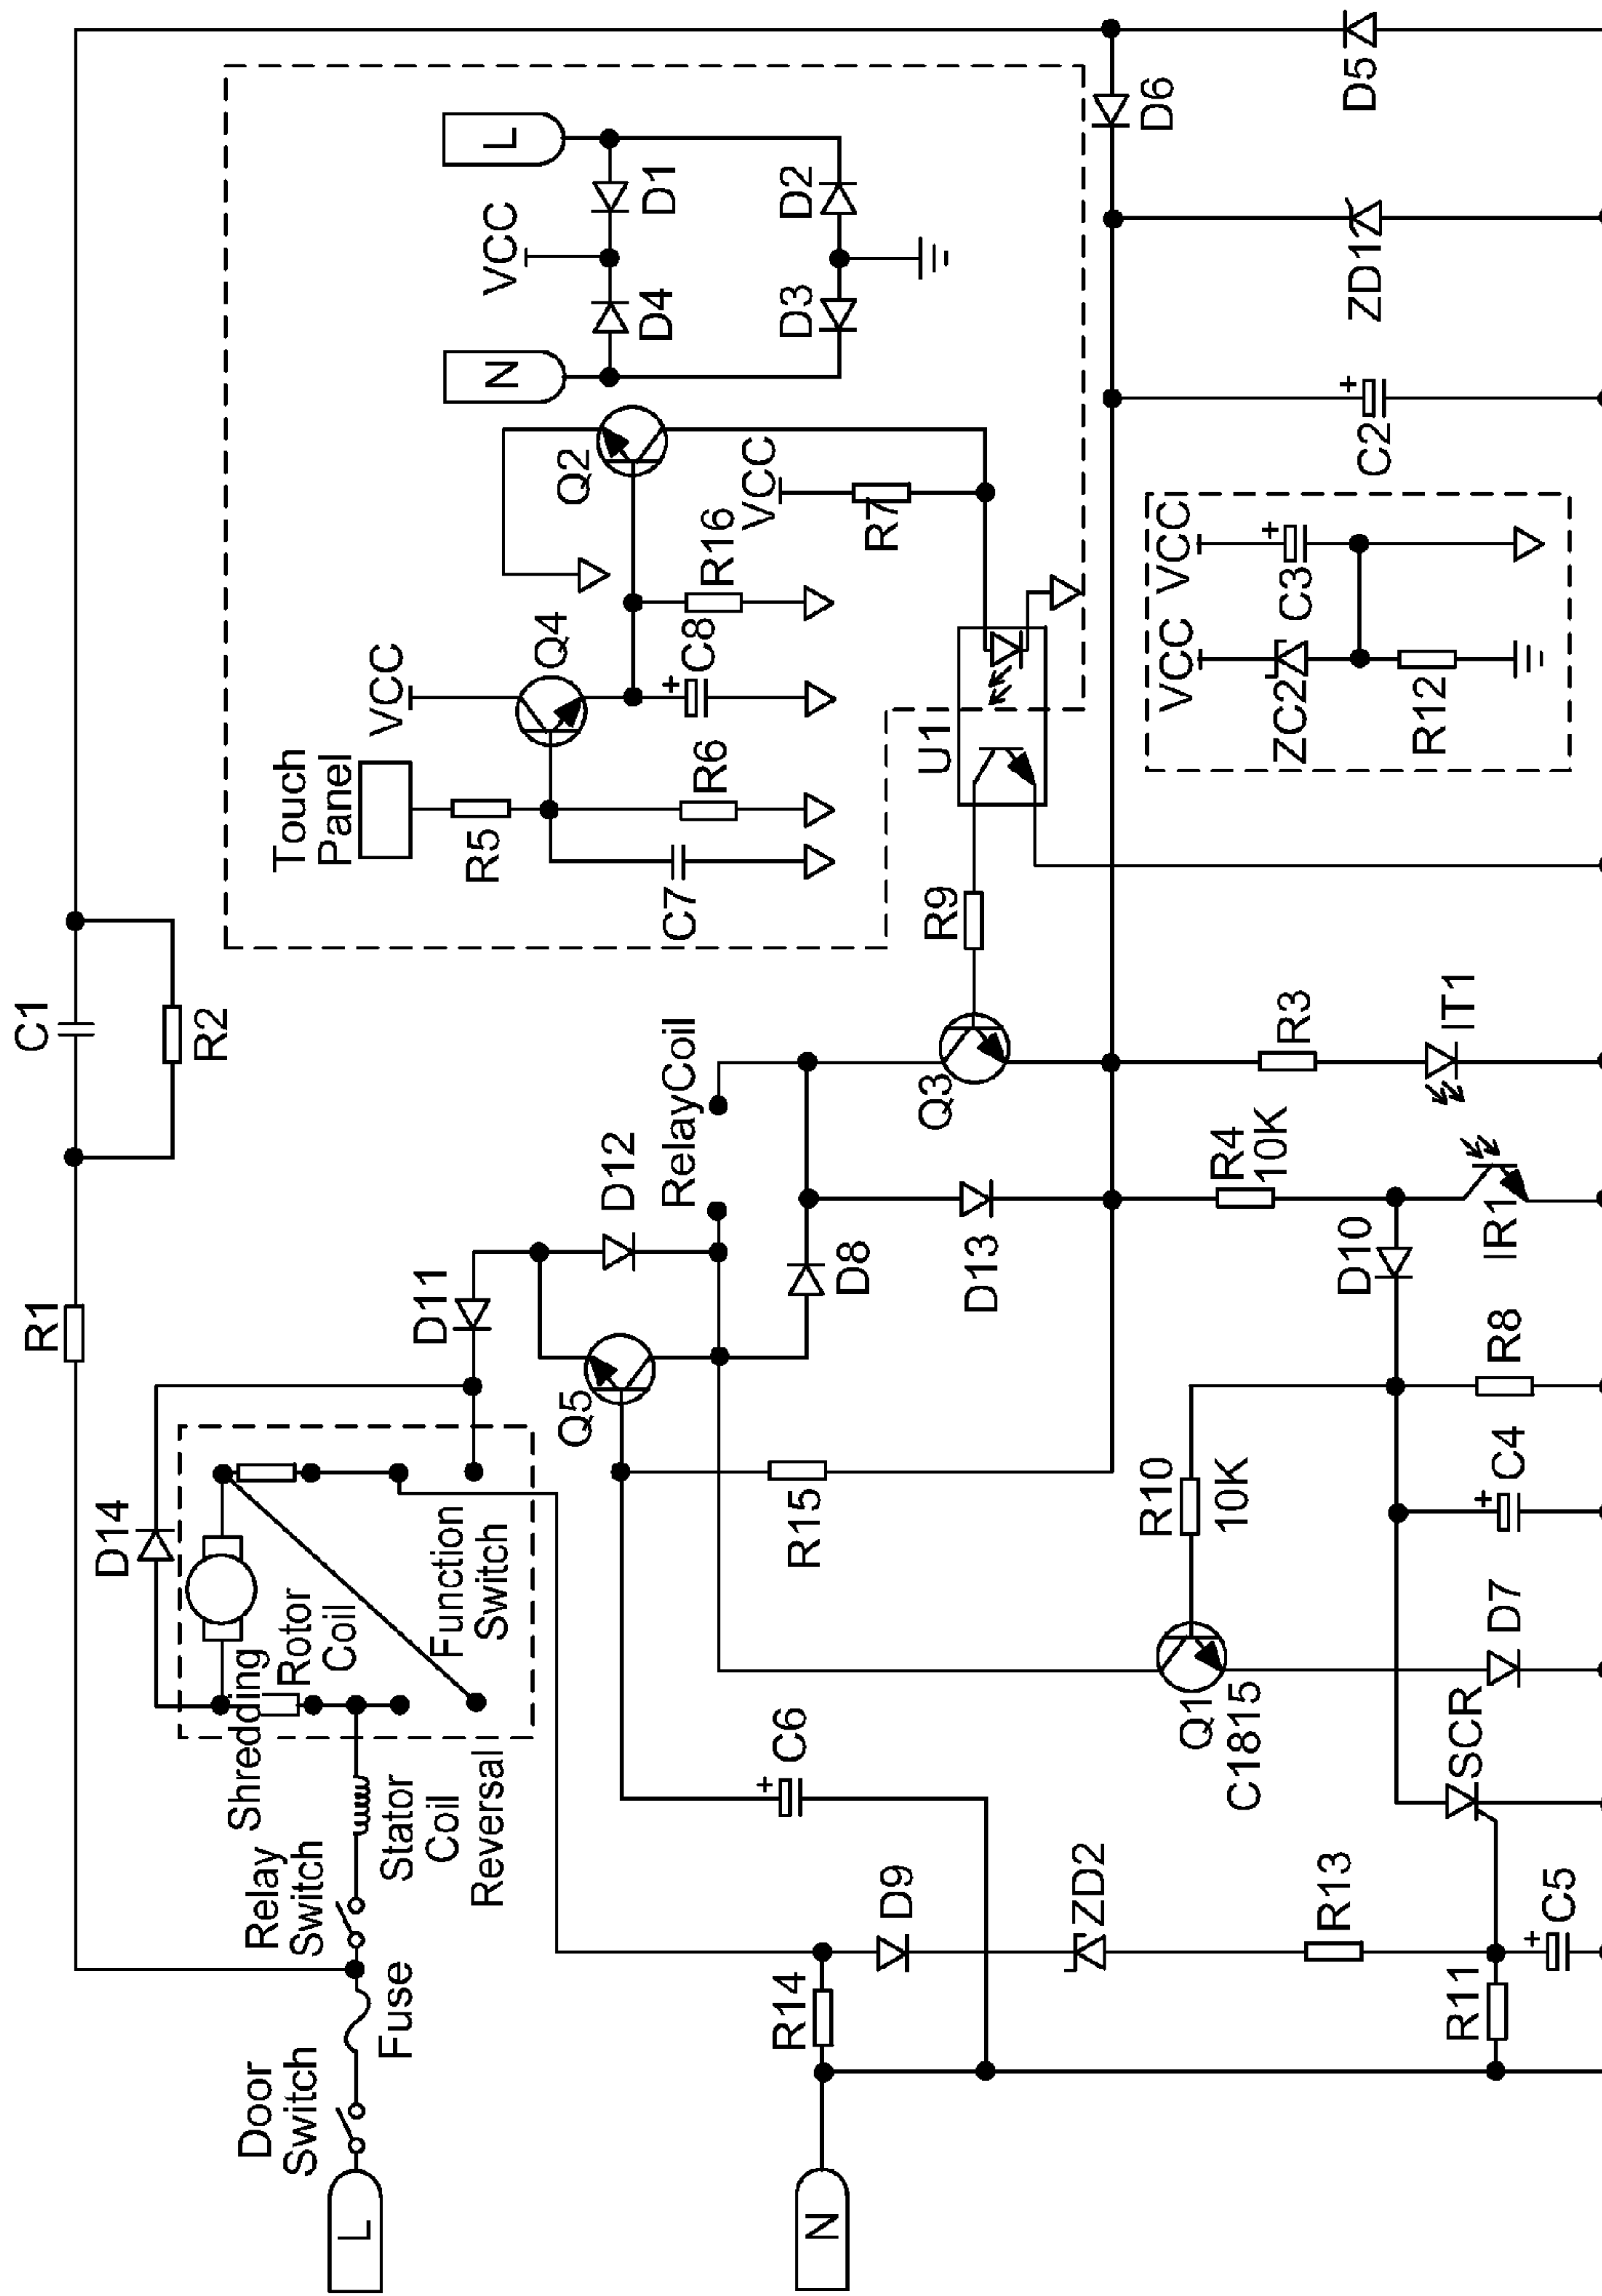 C1
R2
R1
Touch
Panel
VCC
Q4
R5
C7
R6
C8
R16
Q2
VCC
R7
VCC
N
L
D4
D1
D3
D2
U1
R9
D6
D5
ZD1
C2
VCC
VCC
ZC2
C3
R12
D14
Shredding
Rotor
Coil
Function
Switch
Reversal
Stator
Coil
Relay
Switch
Fuse
Door
Switch
L
D11
D12
RelayCoil
Q5
D8
D13
Q3
R15
R3
IT1
R4
10K
IR1
D10
R8
C4
R10
10K
Q1
C1815
D7
SCR
C6
D9
ZD2
R13
R14
R11
C5
N